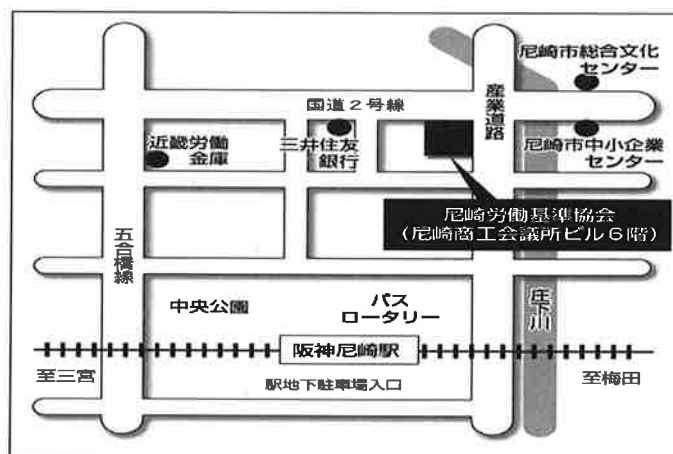 尼崎市総合文化
センター
国道2号線
産業道路
近畿労働
金庫
三井住友
銀行
尼崎市中小企業
センター
尼崎労働基準協会
(尼崎商工会議所ビル6階)
五合橋線
中央公園
バス
ロータリー
庄下川
阪神尼崎駅
至三宮
至梅田
駅地下駐車場入口